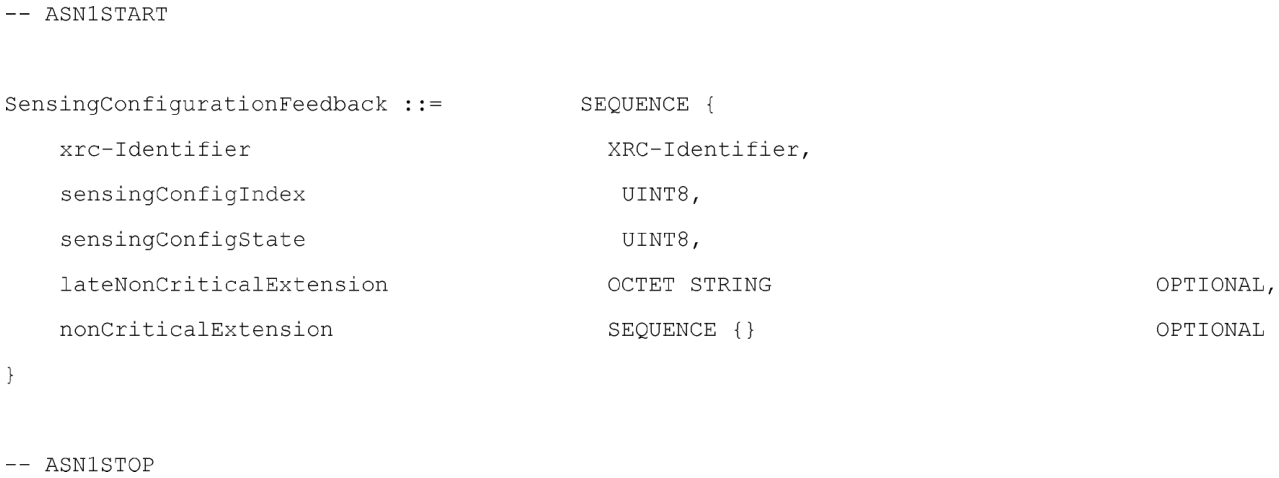 -- ASN1START
SensingConfigurationFeedback ::= SEQUENCE {
xrc-Identifier XRC-Identifier,
sensingConfigIndex UINT8,
sensingConfigState UINT8,
lateNonCriticalExtension OCTET STRING OPTIONAL,
nonCriticalExtension SEQUENCE {} OPTIONAL
}
-- ASN1STOP